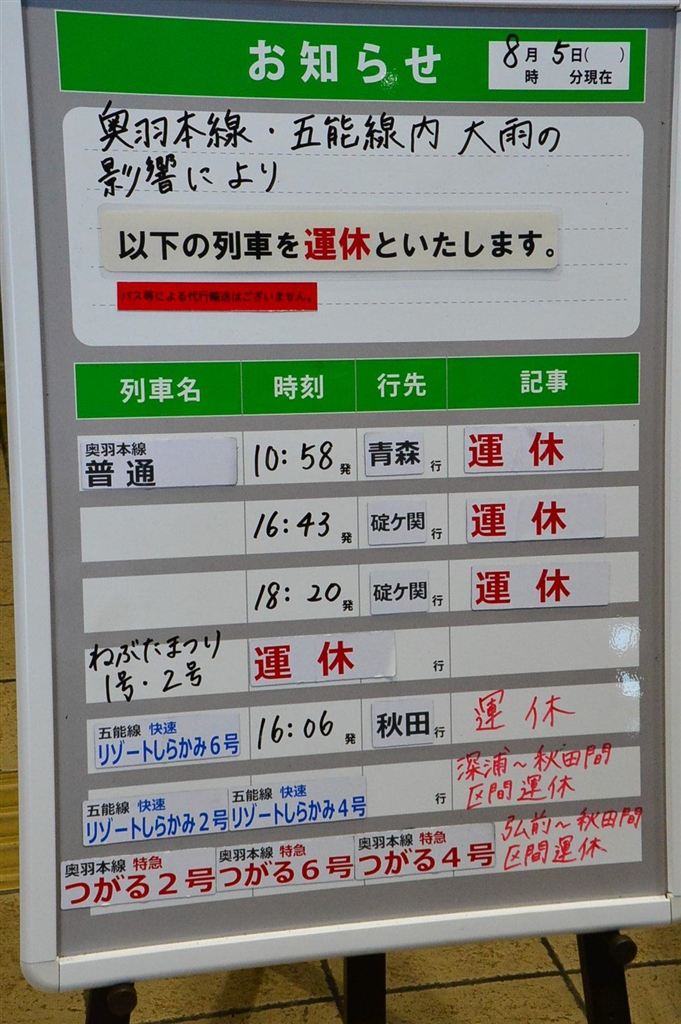 お知らせ
8月 5日( )
時 分現在
奥羽本線・五能線内 大雨の
影響により
以下の列車を運休といたします。
バス等による代行輸送はございません。
列車名 時刻 行先 記事
奥羽本線
普通 10:58発 青森行 運休
16:43発 碇ケ関行 運休
18:20発 碇ケ関行 運休
ねぶたまつり
1号・2号 運休 行
五能線 快速
リゾートしらかみ6号 16:06発 秋田行 運休
五能線 快速 五能線 快速 深浦~秋田間
リゾートしらかみ2号 リゾートしらかみ4号 行 区間運休
奥羽本線 特急 奥羽本線 特急 奥羽本線 特急 弘前~秋田間
つがる2号 つがる6号 つがる4号 区間運休